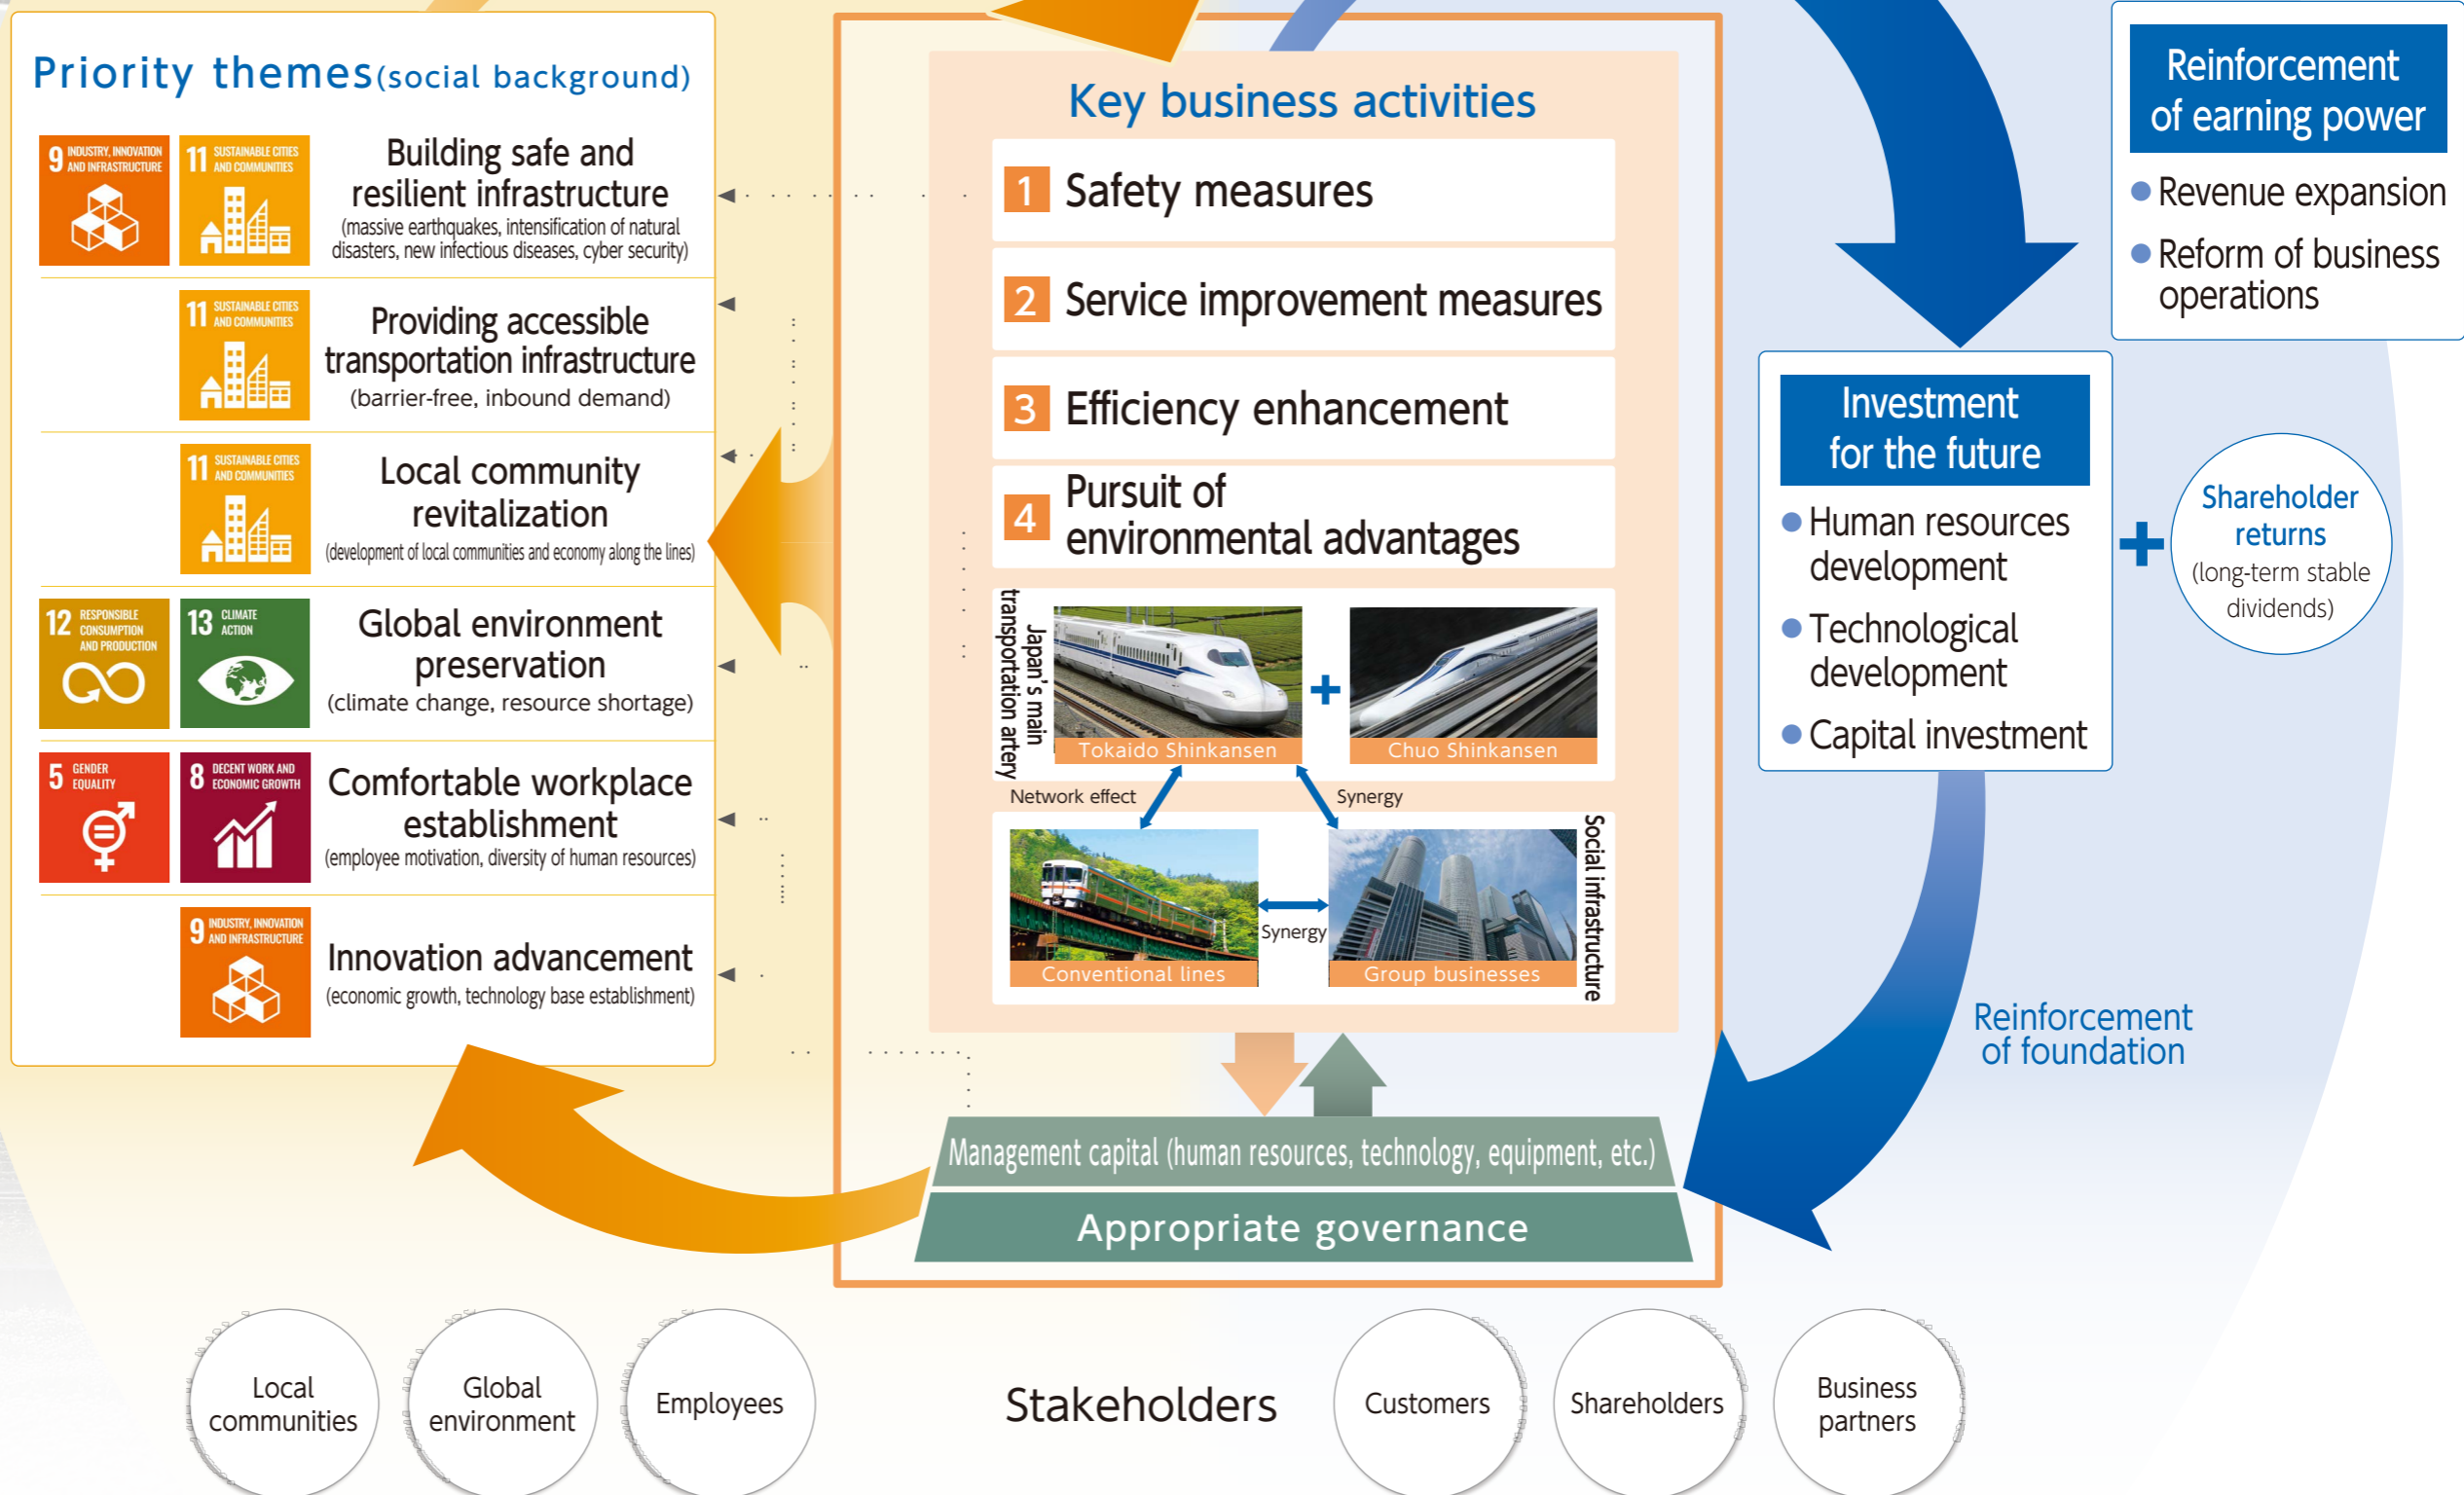 Priority themes (social background)
9 INDUSTRY, INNOVATION
AND INFRASTRUCTURE
11 SUSTAINABLE CITIES
AND COMMUNITIES
Building safe and
resilient infrastructure
(massive earthquakes, intensification of natural
disasters, new infectious diseases, cyber security)
11 SUSTAINABLE CITIES
AND COMMUNITIES
Providing accessible
transportation infrastructure
(barrier-free, inbound demand)
11 SUSTAINABLE CITIES
AND COMMUNITIES
Local community
revitalization
(development of local communities and economy along the lines)
12 RESPONSIBLE
CONSUMPTION
AND PRODUCTION
13 CLIMATE
ACTION
Global environment
preservation
(climate change, resource shortage)
5 GENDER
EQUALITY
8 DECENT WORK AND
ECONOMIC GROWTH
Comfortable workplace
establishment
(employee motivation, diversity of human resources)
9 INDUSTRY, INNOVATION
AND INFRASTRUCTURE
Innovation advancement
(economic growth, technology base establishment)
Key business activities
1 Safety measures
2 Service improvement measures
3 Efficiency enhancement
4 Pursuit of
environmental advantages
Japan's main
transportation artery
Tokaido Shinkansen
+
Chuo Shinkansen
Network effect
Synergy
Conventional lines
Synergy
Group businesses
Social infrastructure
Management capital (human resources, technology, equipment, etc.)
Appropriate governance
Reinforcement
of earning power
● Revenue expansion
● Reform of business
operations
Investment
for the future
● Human resources
development
● Technological
development
● Capital investment
+
Shareholder
returns
(long-term stable
dividends)
Reinforcement
of foundation
Local
communities
Global
environment
Employees
Stakeholders
Customers
Shareholders
Business
partners